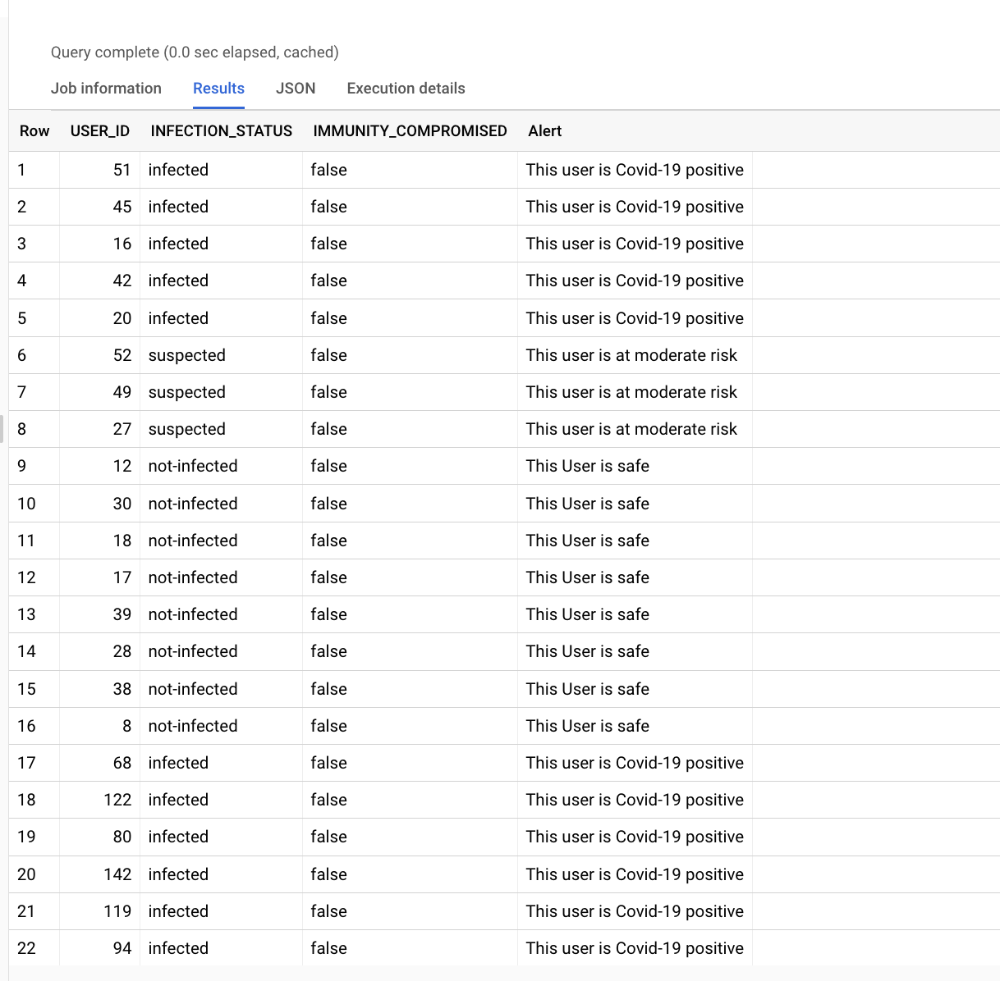 Query complete (0.0 sec elapsed, cached)
Job information Results JSON Execution details
Row USER_ID INFECTION_STATUS IMMUNITY_COMPROMISED Alert
1 51 infected false This user is Covid-19 positive
2 45 infected false This user is Covid-19 positive
3 16 infected false This user is Covid-19 positive
4 42 infected false This user is Covid-19 positive
5 20 infected false This user is Covid-19 positive
6 52 suspected false This user is at moderate risk
7 49 suspected false This user is at moderate risk
8 27 suspected false This user is at moderate risk
9 12 not-infected false This User is safe
10 30 not-infected false This User is safe
11 18 not-infected false This User is safe
12 17 not-infected false This User is safe
13 39 not-infected false This User is safe
14 28 not-infected false This User is safe
15 38 not-infected false This User is safe
16 8 not-infected false This User is safe
17 68 infected false This user is Covid-19 positive
18 122 infected false This user is Covid-19 positive
19 80 infected false This user is Covid-19 positive
20 142 infected false This user is Covid-19 positive
21 119 infected false This user is Covid-19 positive
22 94 infected false This user is Covid-19 positive